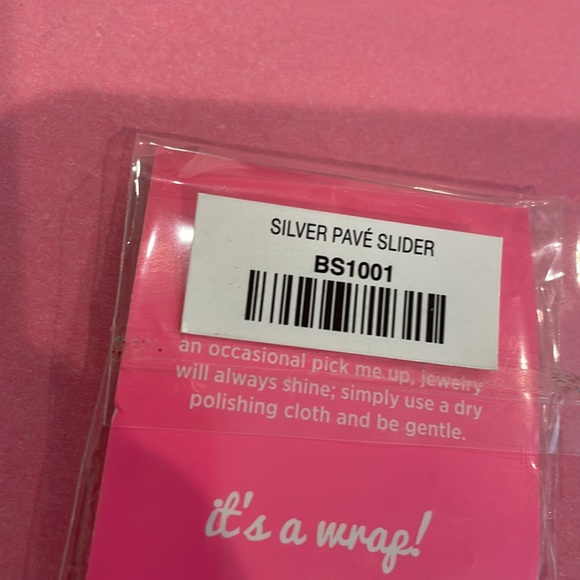 SILVER PAVÉ SLIDER
BS1001
an occasional pick me up, jewelry
will always shine; simply use a dry
polishing cloth and be gentle.
it's a wrap!